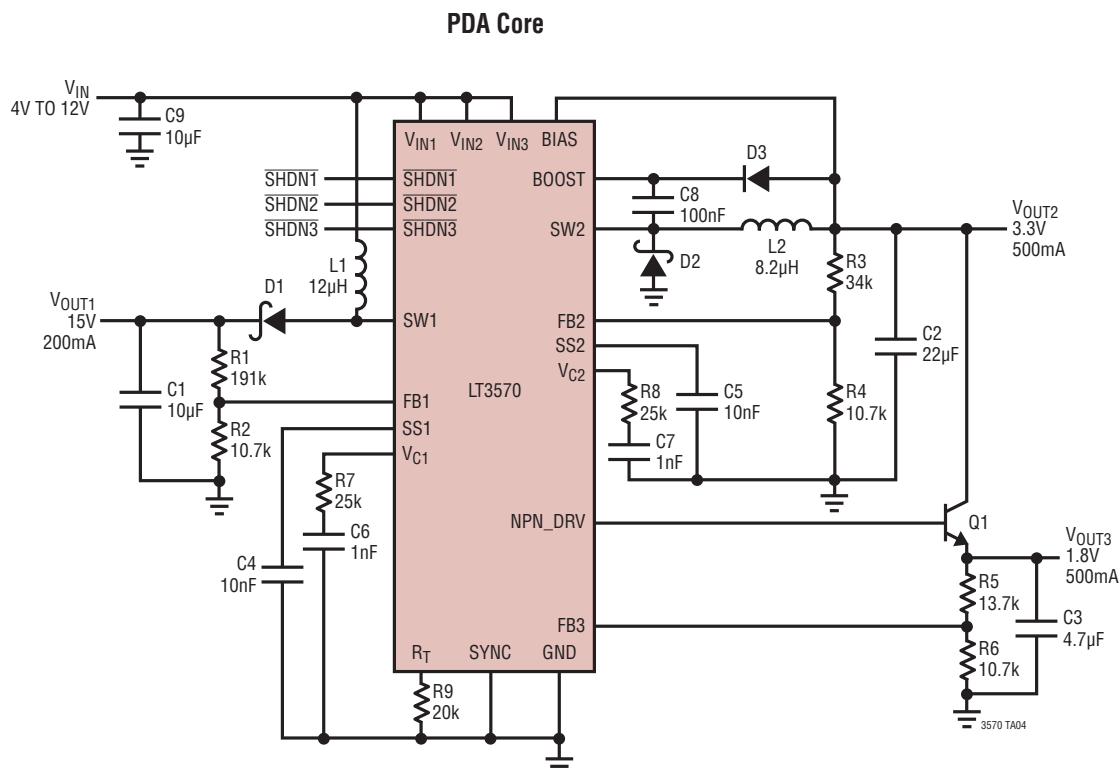 PDA Core
VIN
4V TO 12V
C9
10µF
VIN1
VIN2
VIN3
BIAS
SHDN1
SHDN1
SHDN2
SHDN2
SHDN3
SHDN3
BOOST
D3
C8
100nF
SW2
D2
L2
8.2µH
VOUT2
3.3V
500mA
R3
34k
L1
12µH
D1
VOUT1
15V
200mA
SW1
FB2
SS2
VC2
C2
22µF
R1
191k
C1
10µF
LT3570
R8
25k
C5
10nF
R4
10.7k
FB1
R2
10.7k
SS1
VC1
C7
1nF
R7
25k
C6
1nF
NPN_DRV
Q1
VOUT3
1.8V
500mA
C4
10nF
R5
13.7k
C3
4.7µF
FB3
R6
10.7k
RT
SYNC
GND
R9
20k
3570 TA04